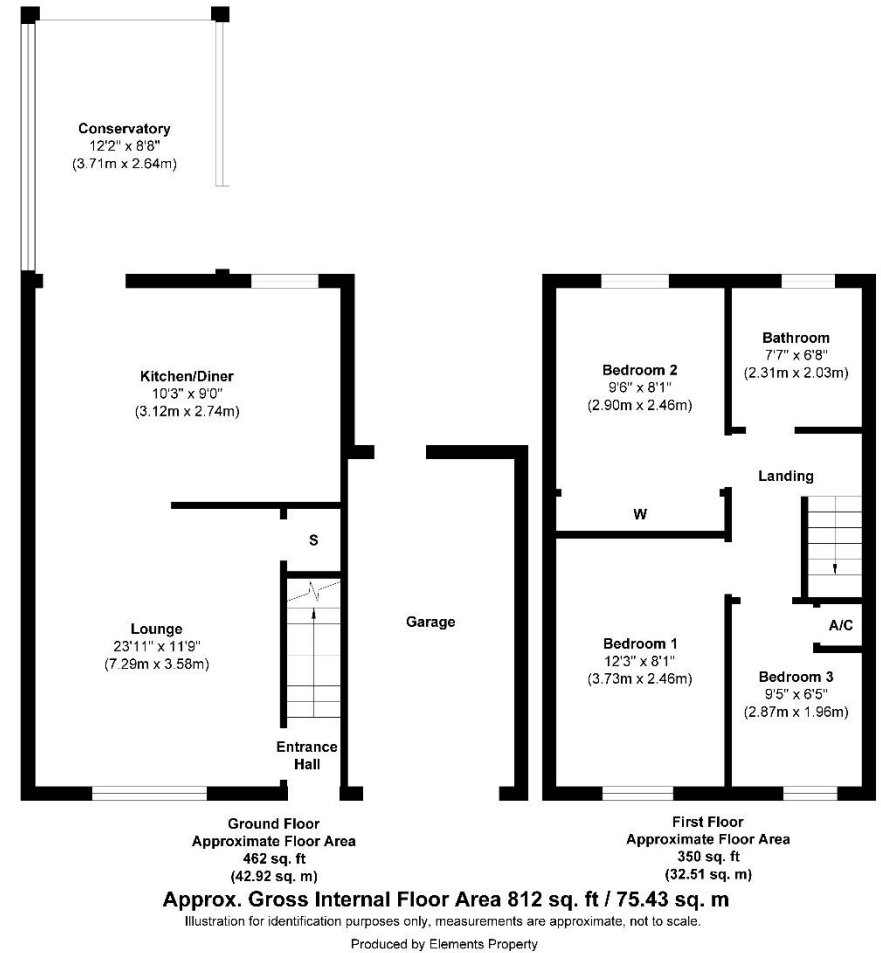 Conservatory
12'2" x 8'8"
(3.71m x 2.64m)
Kitchen/Diner
10'3" x 9'0"
(3.12m x 2.74m)
S
Lounge
23'11" x 11'9"
(7.29m x 3.58m)
Entrance
Hall
Garage
Ground Floor
Approximate Floor Area
462 sq. ft
(42.92 sq. m)
Bedroom 2
9'6" x 8'1"
(2.90m x 2.46m)
Bathroom
7'7" x 6'8"
(2.31m x 2.03m)
Landing
W
Bedroom 1
12'3" x 8'1"
(3.73m x 2.46m)
A/C
Bedroom 3
9'5" x 6'5"
(2.87m x 1.96m)
First Floor
Approximate Floor Area
350 sq. ft
(32.51 sq. m)
Approx. Gross Internal Floor Area 812 sq. ft / 75.43 sq. m
Illustration for identification purposes only, measurements are approximate, not to scale.
Produced by Elements Property